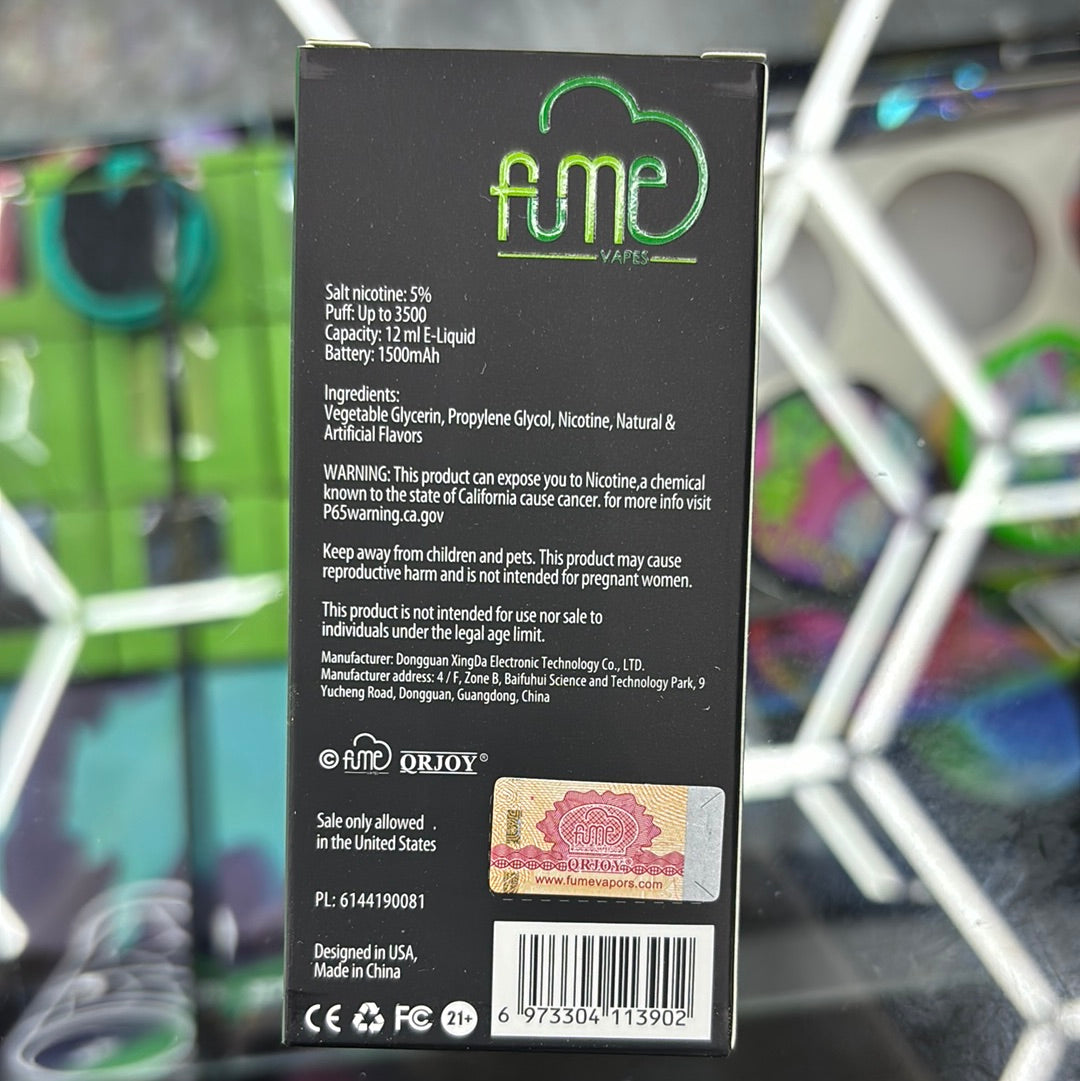 fume
VAPES
Salt nicotine: 5%
Puff: Up to 3500
Capacity: 12 ml E-Liquid
Battery: 1500mAh
Ingredients:
Vegetable Glycerin, Propylene Glycol, Nicotine, Natural &
Artificial Flavors
WARNING: This product can expose you to Nicotine,a chemical
known to the state of California cause cancer. for more info visit
P65warning.ca.gov
Keep away from children and pets. This product may cause
reproductive harm and is not intended for pregnant women.
This product is not intended for use nor sale to
individuals under the legal age limit.
Manufacturer: Dongguan XingDa Electronic Technology Co., LTD.
Manufacturer address: 4 / F, Zone B, Baifuhui Science and Technology Park, 9
Yucheng Road, Dongguan, Guangdong, China
© fume QRJOY®
VAPES
Sale only allowed .
in the United States
fume
QRJOY®
www.fumevapors.com
PL: 6144190081
Designed in USA,
Made in China
CE FC 21+
6 973304 113902